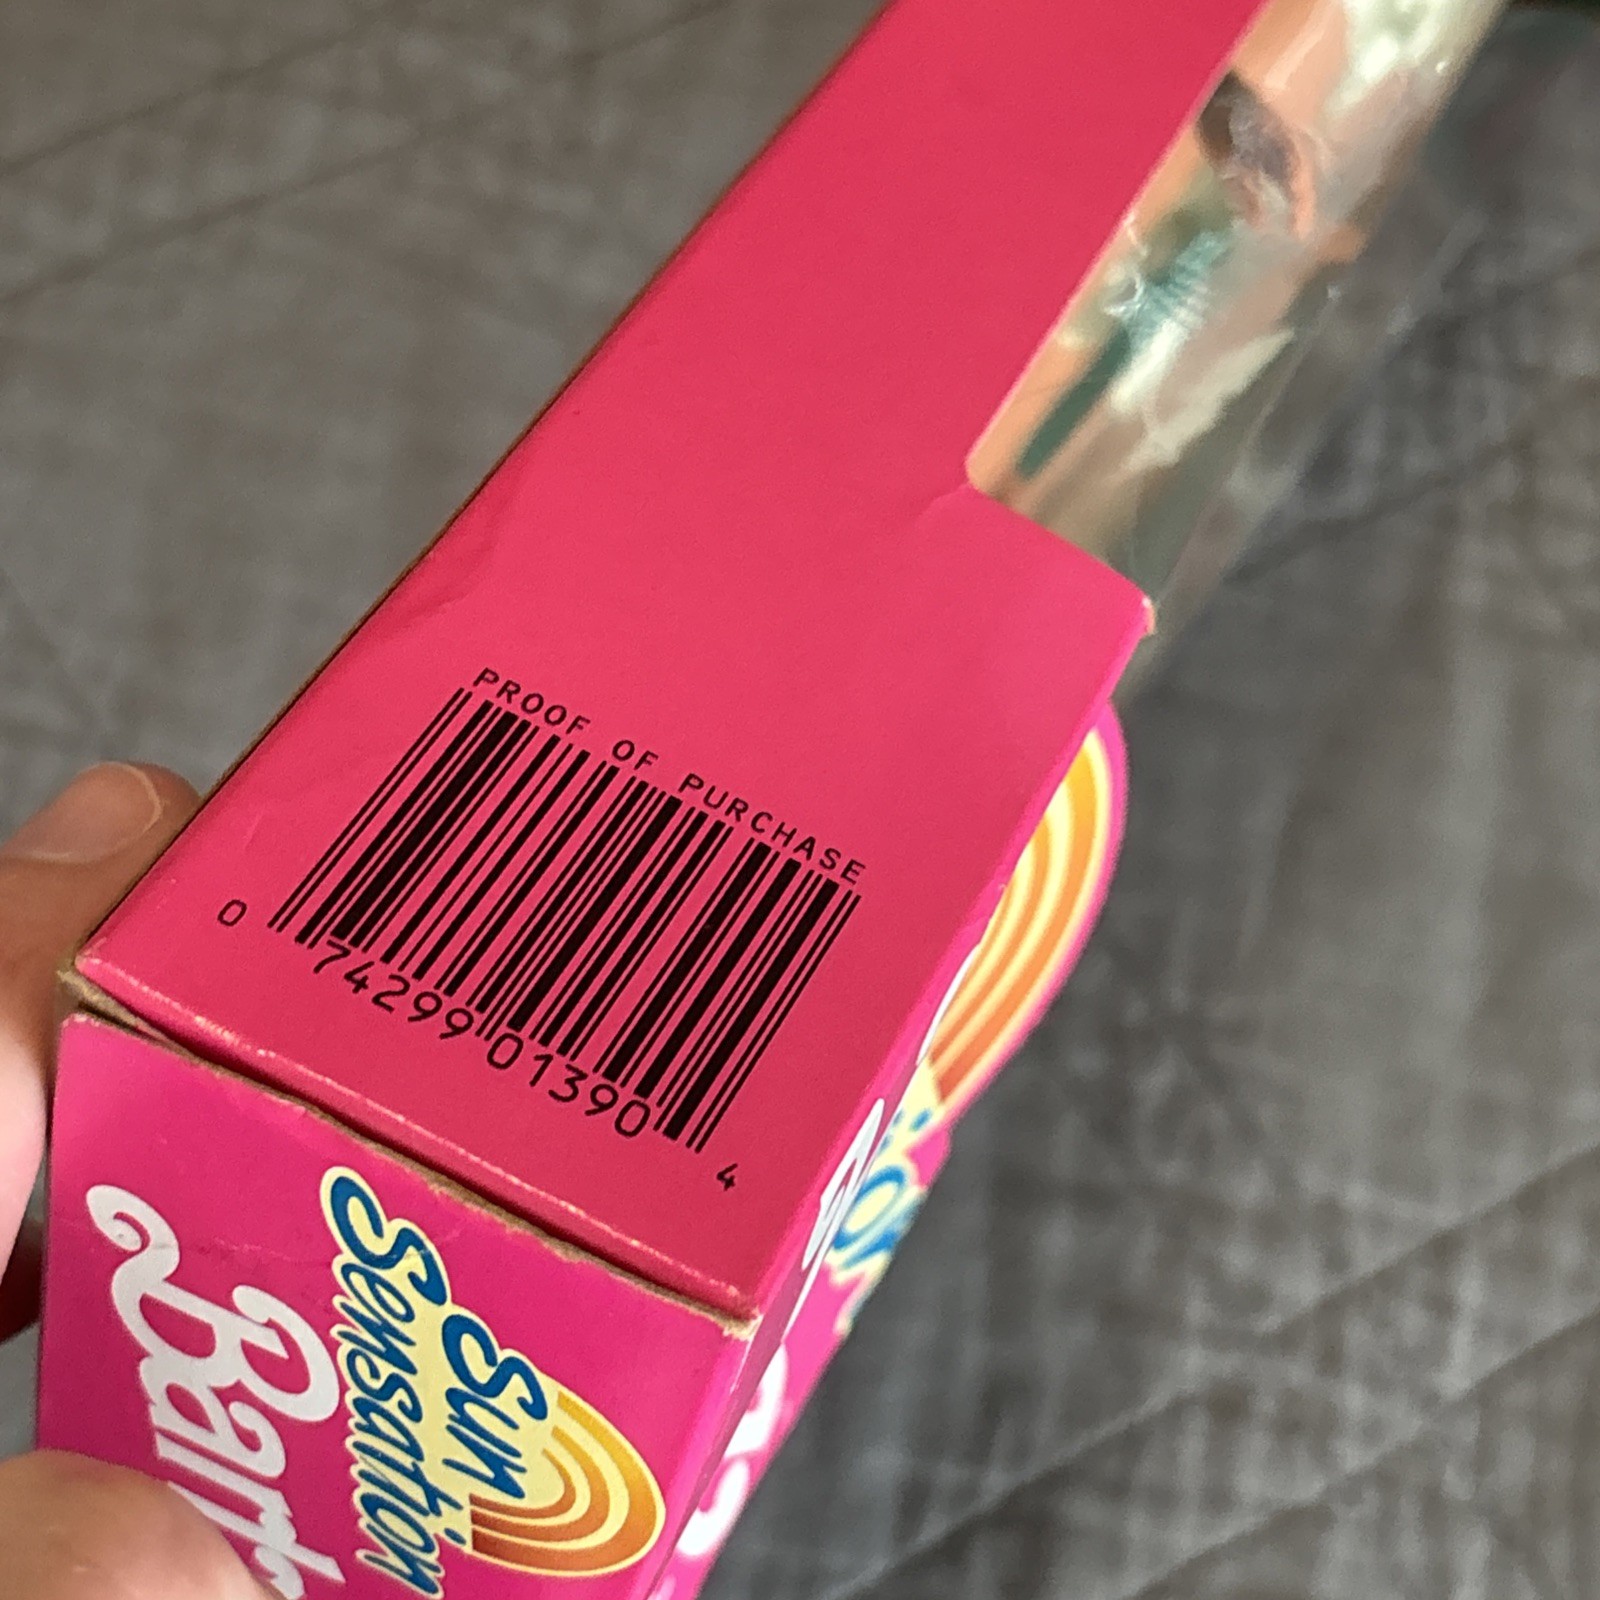 PROOF OF PURCHASE
0 74299 01390 4
Sun
Sensation